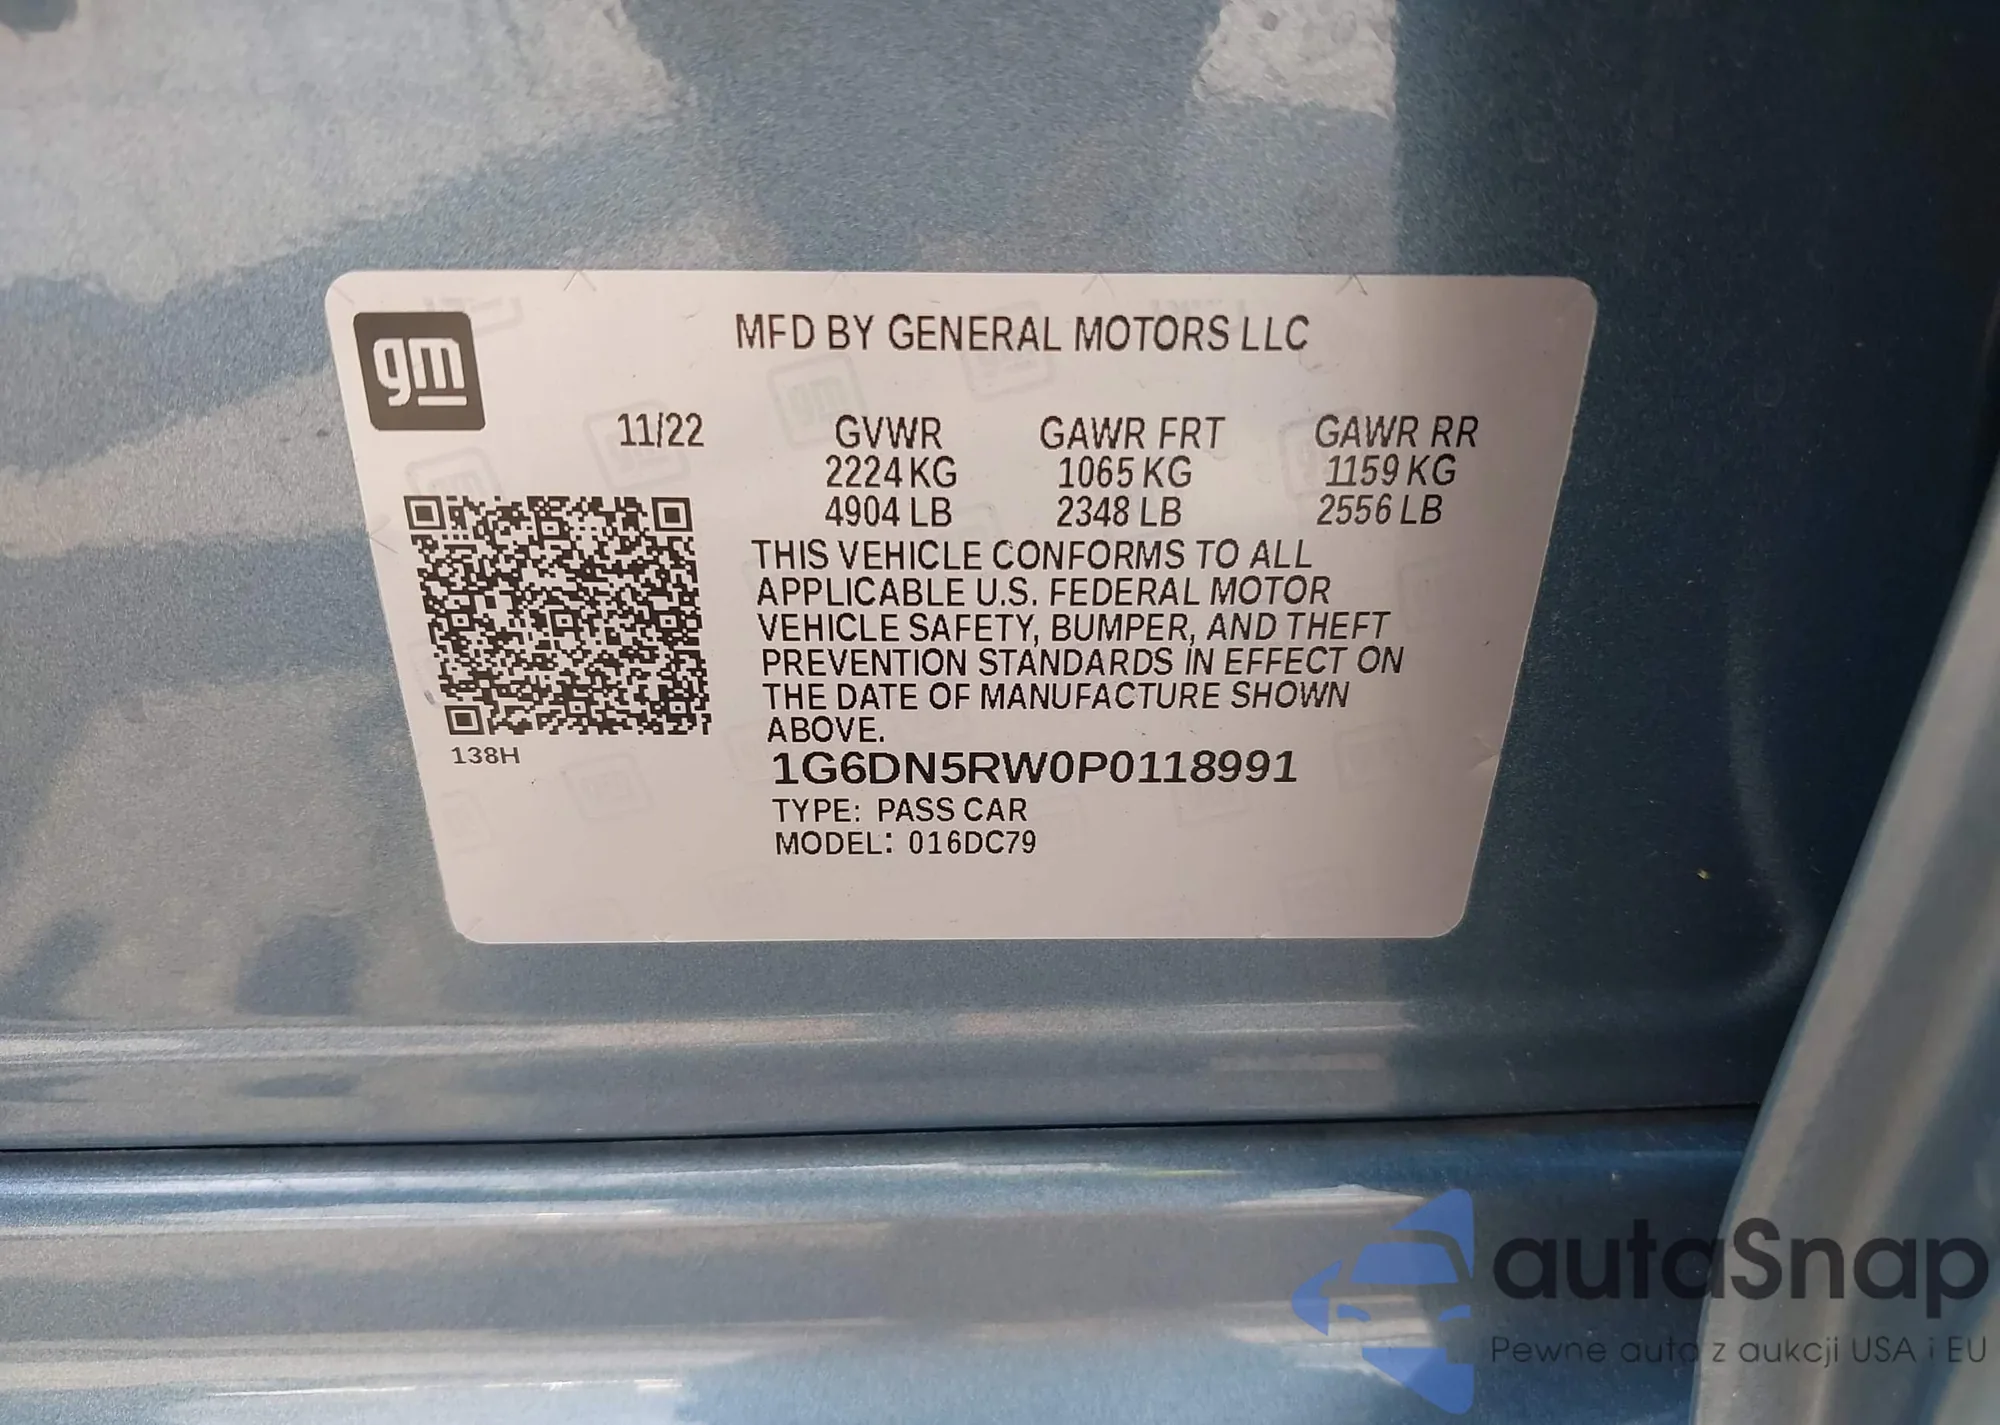 gm
MFD BY GENERAL MOTORS LLC
11/22 GVWR GAWR FRT GAWR RR
2224 KG 1065 KG 1159 KG
4904 LB 2348 LB 2556 LB
THIS VEHICLE CONFORMS TO ALL
APPLICABLE U.S. FEDERAL MOTOR
VEHICLE SAFETY, BUMPER, AND THEFT
PREVENTION STANDARDS IN EFFECT ON
THE DATE OF MANUFACTURE SHOWN
ABOVE.
138H
1G6DN5RW0P0118991
TYPE: PASS CAR
MODEL: 016DC79
autaSnap
Pewne auta z aukcji USA i EU